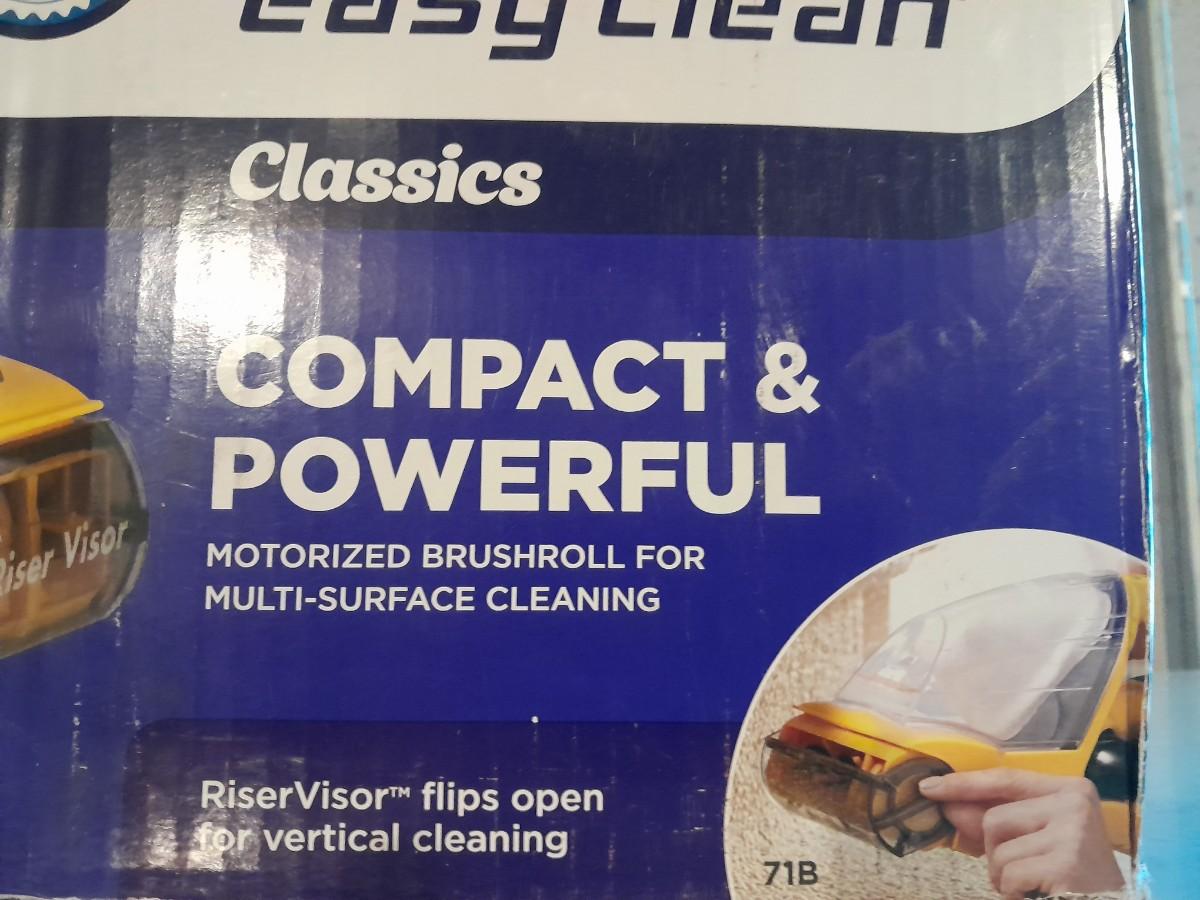 easy clean
Classics
COMPACT &
POWERFUL
MOTORIZED BRUSHROLL FOR
MULTI-SURFACE CLEANING
Riser Visor
RiserVisor™ flips open
for vertical cleaning
71B